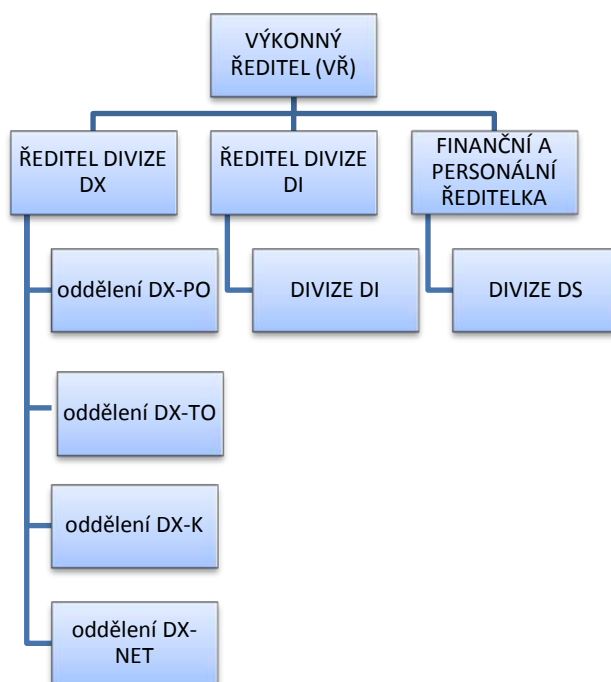 VÝKONNÝ
ŘEDITEL (VŘ)
ŘEDITEL DIVIZE
DX
ŘEDITEL DIVIZE
DI
FINANČNÍ A
PERSONÁLNÍ
ŘEDITELKA
oddělení DX-PO
DIVIZE DI
DIVIZE DS
oddělení DX-TO
oddělení DX-K
oddělení DX-
NET